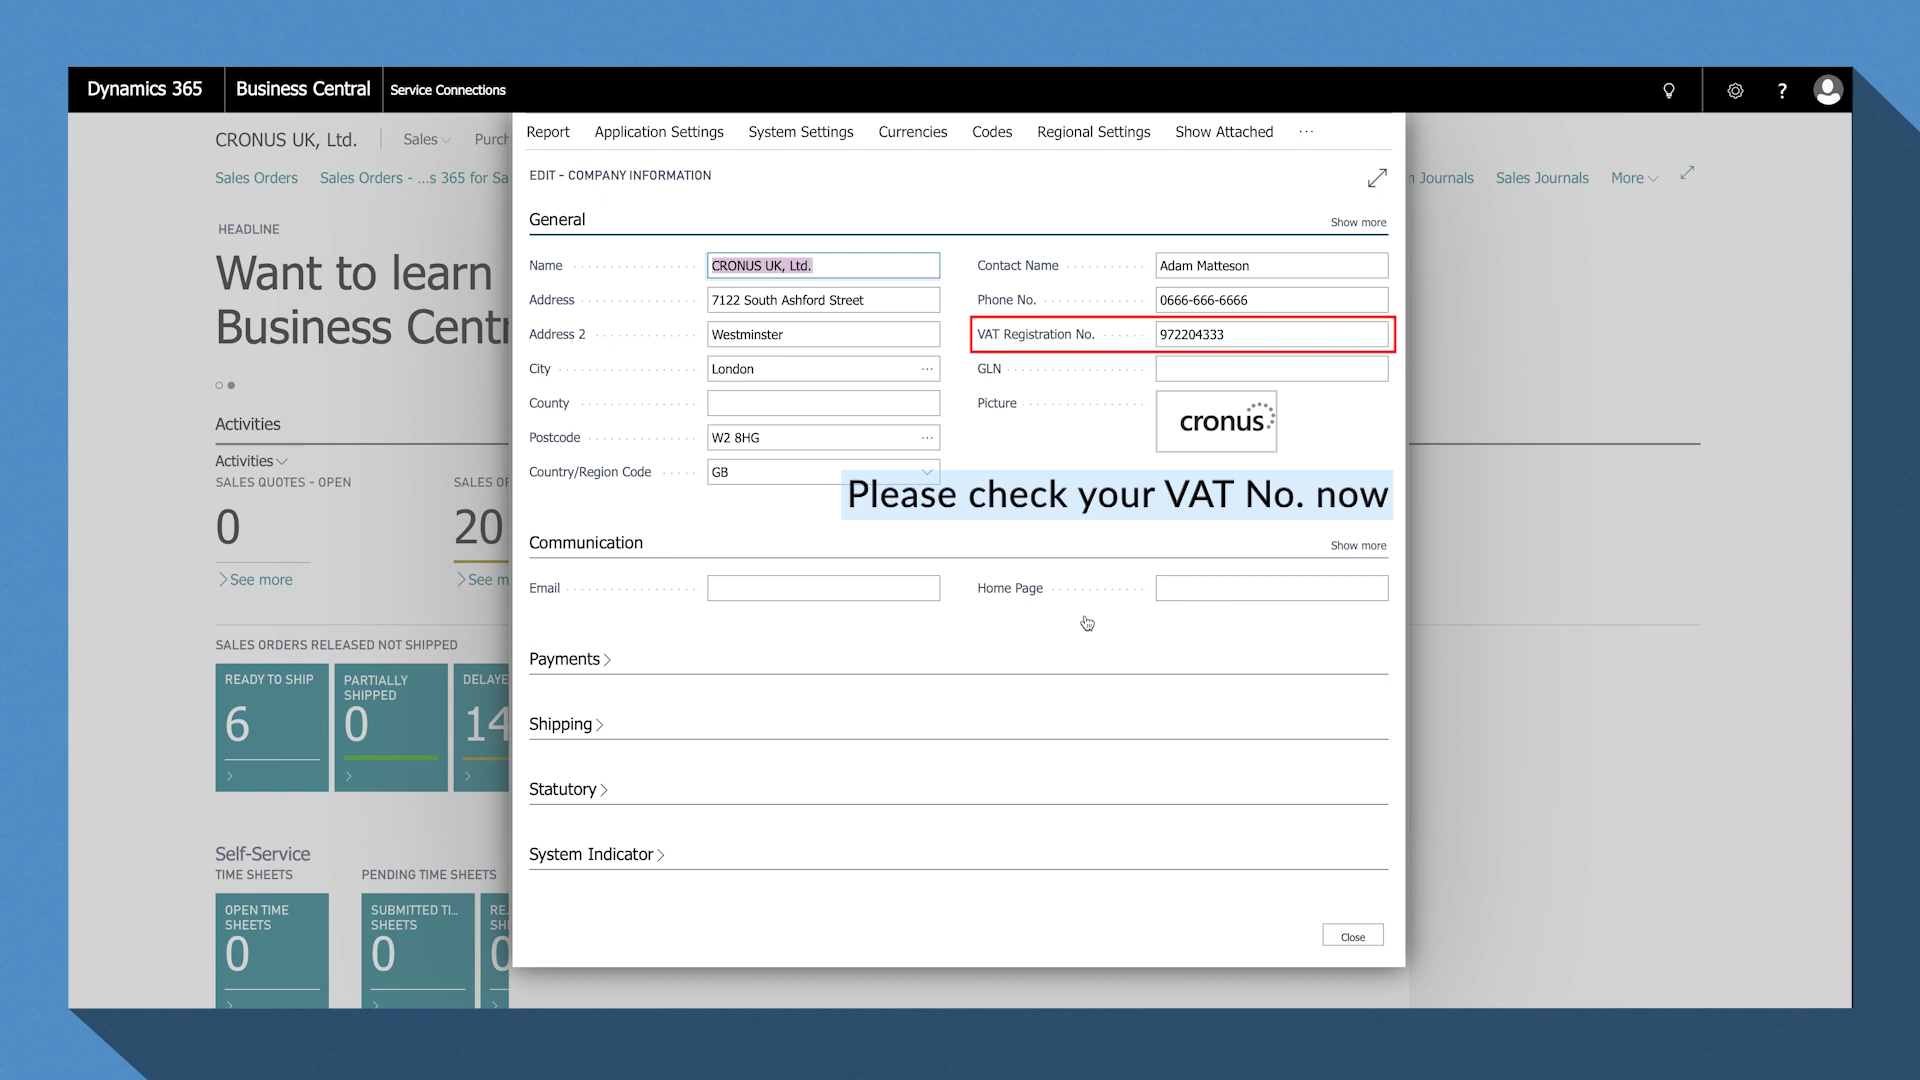 Dynamics 365
Business Central
Service Connections
?
CRONUS UK, Ltd.
Sales
Sales Orders
Sales Orders - ...s 365 for Sa
Journals
Sales Journals
More
HEADLINE
Want to learn
Business Centr
Activities
Activities
SALES QUOTES - OPEN
0
SALES OF
20
See more
See m
SALES ORDERS RELEASED NOT SHIPPED
READY TO SHIP
6
PARTIALLY
SHIPPED
0
DELAYE
14
Self-Service
TIME SHEETS
PENDING TIME SHEETS
OPEN TIME
SHEETS
0
SUBMITTED TI...
SHEETS
0
Report
Application Settings
System Settings
Currencies
Codes
Regional Settings
Show Attached
...
EDIT - COMPANY INFORMATION
General
Show more
Name
CRONUS UK, Ltd.
Address
7122 South Ashford Street
Address 2
Westminster
City
London
...
County
Postcode
W2 8HG
...
Country/Region Code
GB
Contact Name
Adam Matteson
Phone No.
0666-666-6666
VAT Registration No.
972204333
GLN
Picture
cronus
Please check your VAT No. now
Communication
Show more
Email
Home Page
Payments
Shipping
Statutory
System Indicator
Close